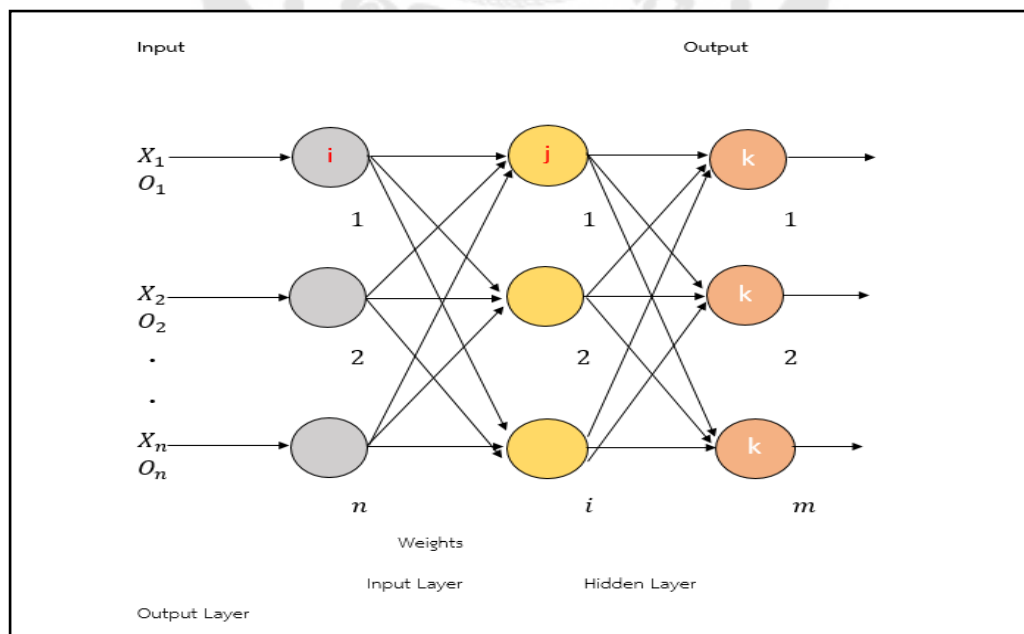 Input Output
i j k
X₁
O₁
1 1 1
k
X₂
O₂
2 2 2
.
.
k
Xₙ
Oₙ
n i m
Weights
Input Layer Hidden Layer
Output Layer